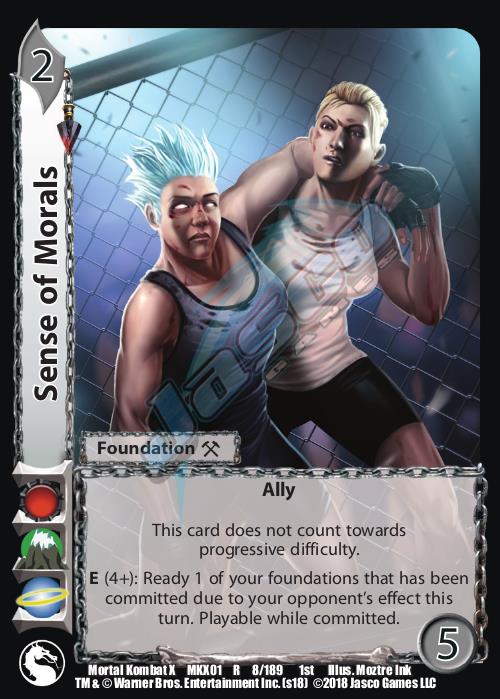 2
Sense of Morals
JASCO
GAMES
Foundation
Ally
This card does not count towards
progressive difficulty.
E (4+): Ready 1 of your foundations that has been
committed due to your opponent's effect this
turn. Playable while committed.
5
Mortal Kombat X MKX01 R 8/189 1st Illus. Moztre Ink
TM & © Warner Bros. Entertainment Inc. (s18) ©2018 Jasco Games LLC